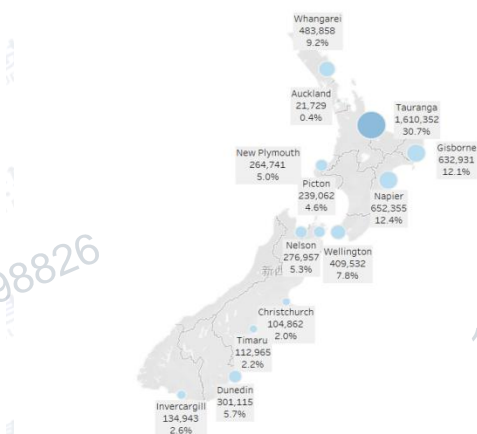 Whangarei
483,858
9.2%
Auckland
21,729
0.4%
Tauranga
1,610,352
30.7%
Gisborne
632,931
12.1%
New Plymouth
264,741
5.0%
Picton
239,062
4.6%
Napier
652,355
12.4%
Nelson
276,957
5.3%
Wellington
409,532
7.8%
新西
Christchurch
104,862
2.0%
Timaru
112,965
2.2%
Dunedin
301,115
5.7%
Invercargill
134,943
2.6%
98826